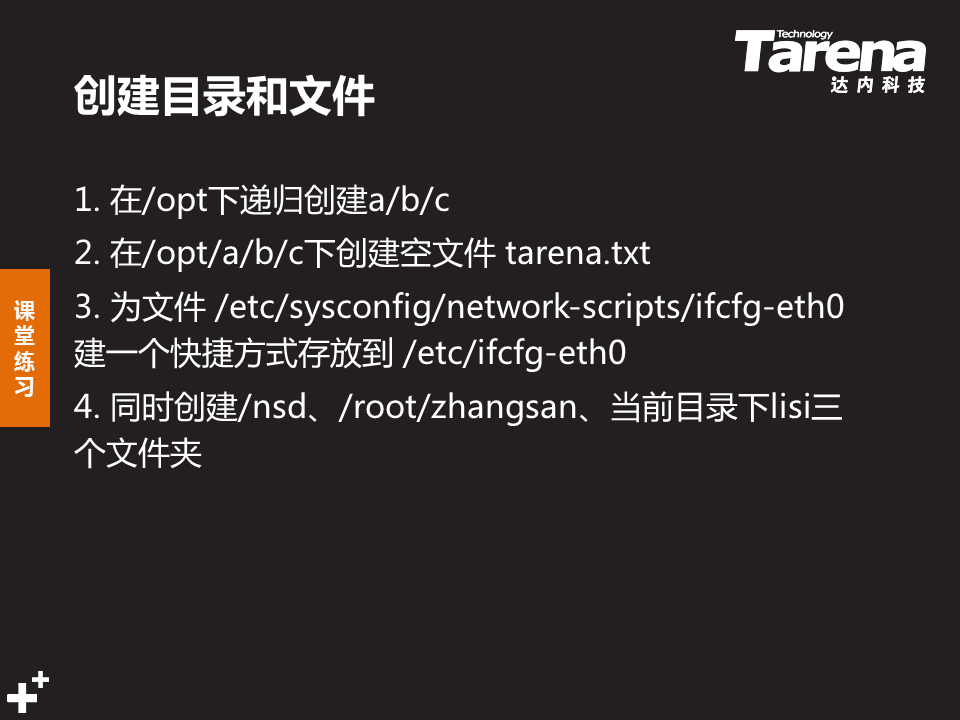 Technology
Tarena
达内科技
创建目录和文件
1. 在/opt下递归创建a/b/c
2. 在/opt/a/b/c下创建空文件 tarena.txt
3. 为文件 /etc/sysconfig/network-scripts/ifcfg-eth0
建一个快捷方式存放到 /etc/ifcfg-eth0
4. 同时创建/nsd、/root/zhangsan、当前目录下lisi三
个文件夹
课
堂
练
习